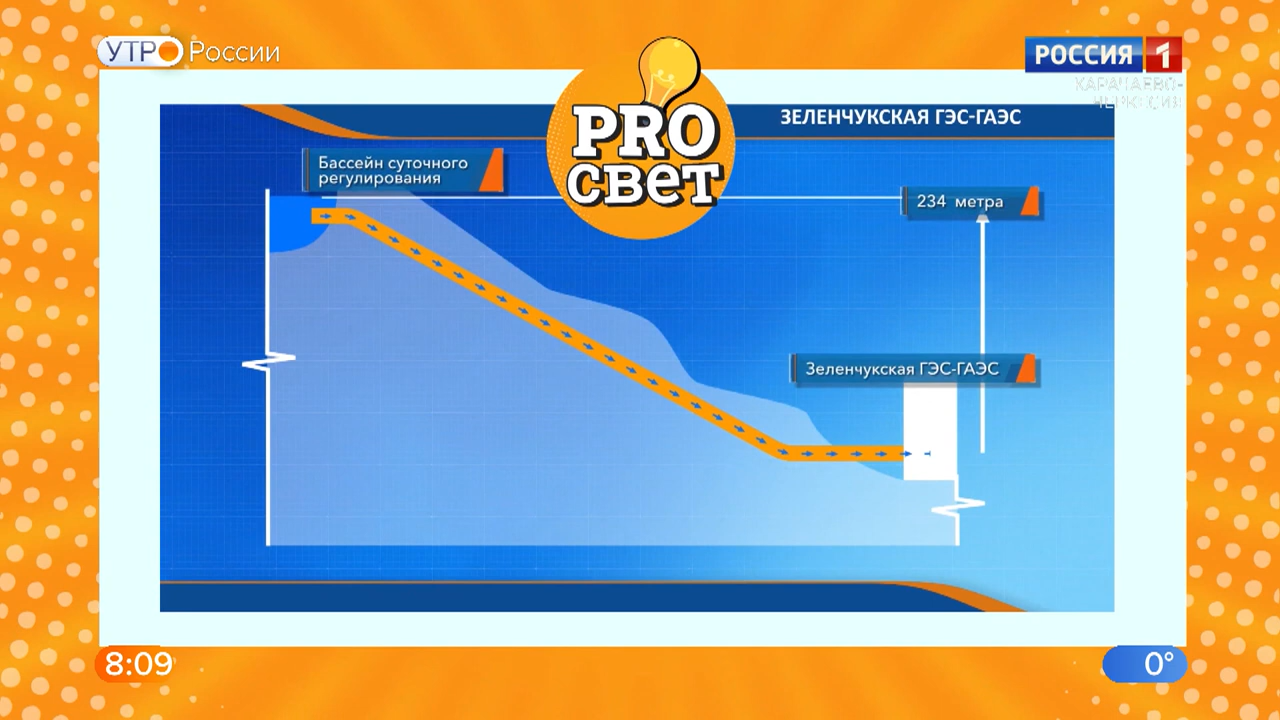 УТРО России
РОССИЯ 1
КАРАЧАЕВО-
ЧЕРКЕСИЯ
PRO
СВЕТ
ЗЕЛЕНЧУКСКАЯ ГЭС-ГАЭС
Бассейн суточного
регулирования
234 метра
Зеленчукская ГЭС-ГАЭС
8:09
0°